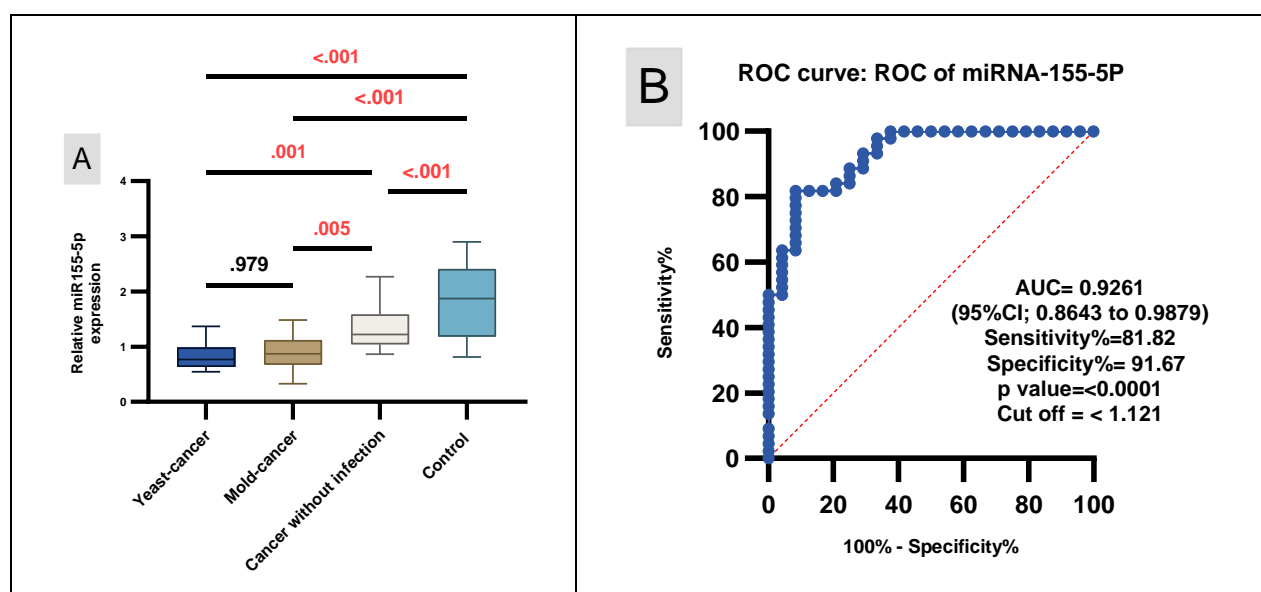 A
<.001
<.001
.001
<.001
.005
.979
Relative miR155-5p
expression
4
3
2
1
0
Yeast-cancer
Mold-cancer
Cancer without infection
Control
B
ROC curve: ROC of miRNA-155-5P
Sensitivity%
100
80
60
40
20
0
AUC= 0.9261
(95%CI; 0.8643 to 0.9879)
Sensitivity%=81.82
Specificity%= 91.67
p value=<0.0001
Cut off = < 1.121
0 20 40 60 80 100
100% - Specificity%